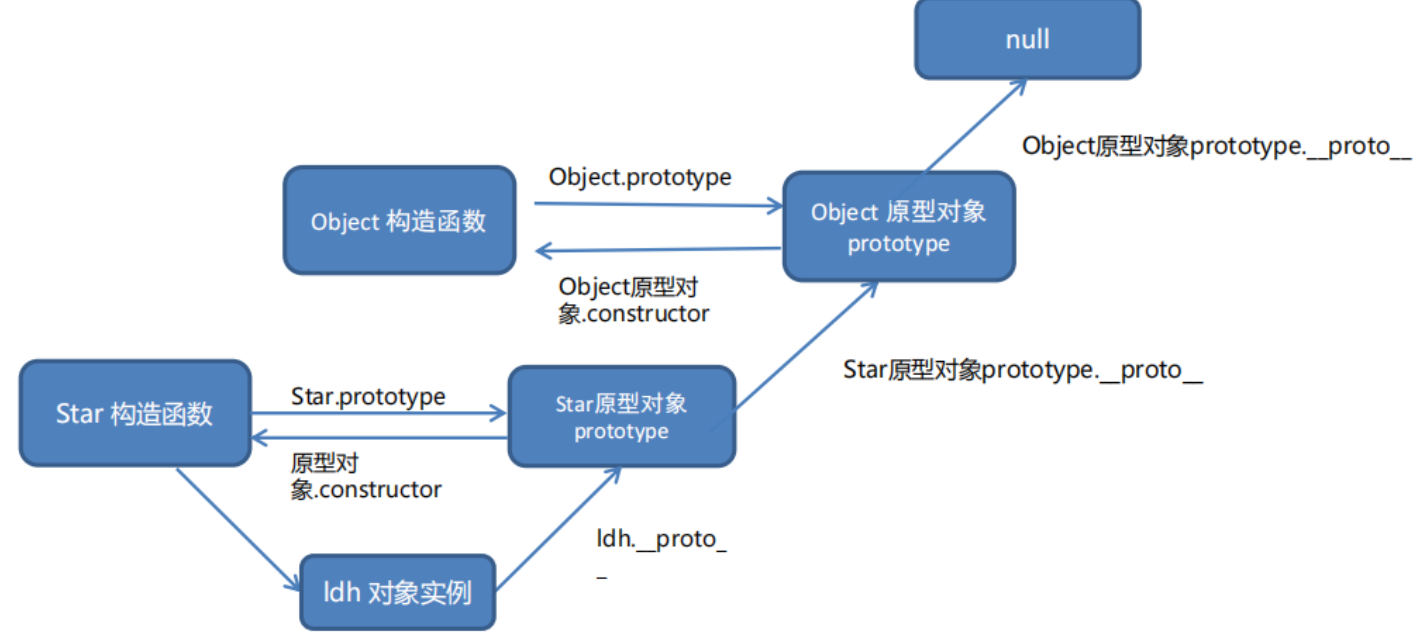 null
Object原型对象prototype.__proto__
Object.prototype
Object 构造函数
Object 原型对象
prototype
Object原型对
象.constructor
Star原型对象prototype.__proto__
Star 构造函数
Star.prototype
Star原型对象
prototype
原型对
象.constructor
ldh.__proto_
_
ldh 对象实例